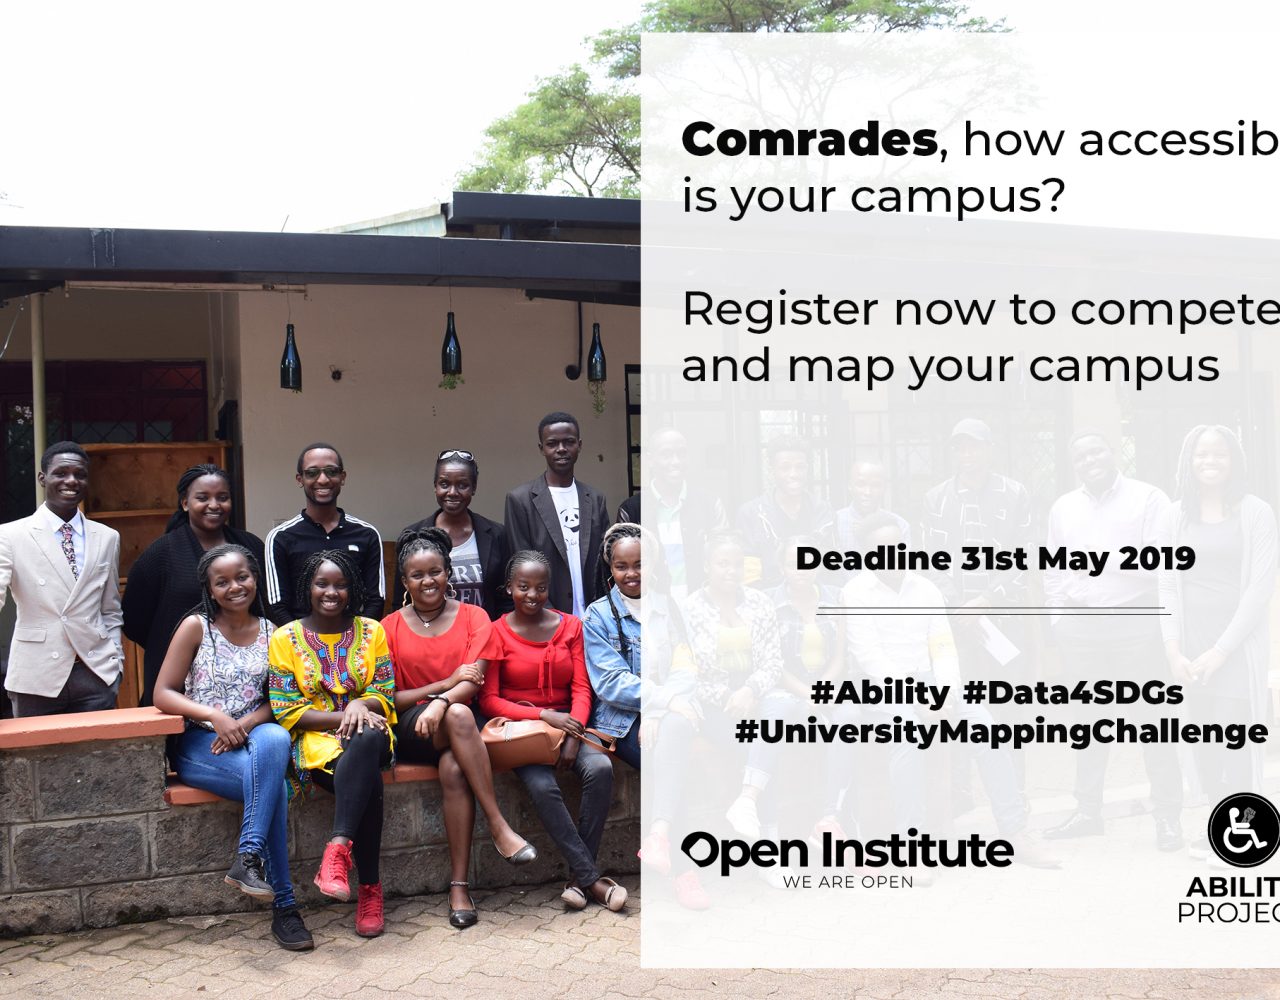 Comrades, how accessib
is your campus?
Register now to compete
and map your campus
Deadline 31st May 2019
#Ability #Data4SDGs
#UniversityMappingChallenge
Open Institute
WE ARE OPEN
ABILIT
PROJEC